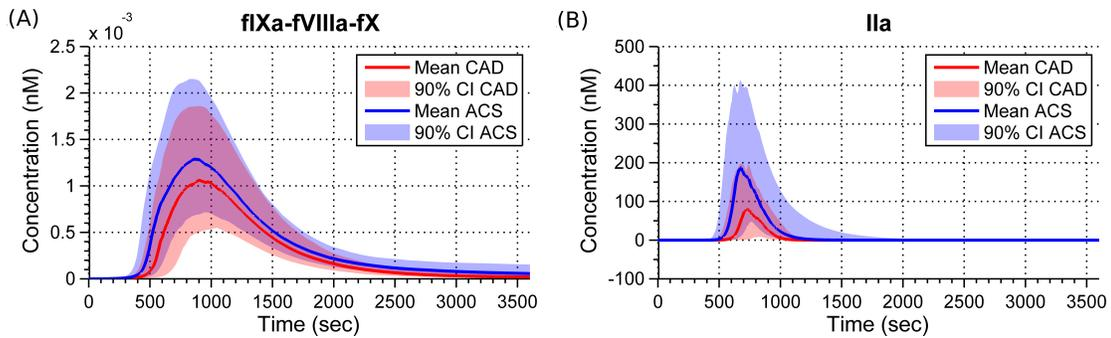 (A)
fIXa-fVIIIa-fX
x 10⁻³
2.5
2
1.5
1
0.5
0
Concentration (nM)
Mean CAD
90% CI CAD
Mean ACS
90% CI ACS
0 500 1000 1500 2000 2500 3000 3500
Time (sec)
(B)
IIa
500
400
300
200
100
0
-100
Concentration (nM)
Mean CAD
90% CI CAD
Mean ACS
90% CI ACS
0 500 1000 1500 2000 2500 3000 3500
Time (sec)